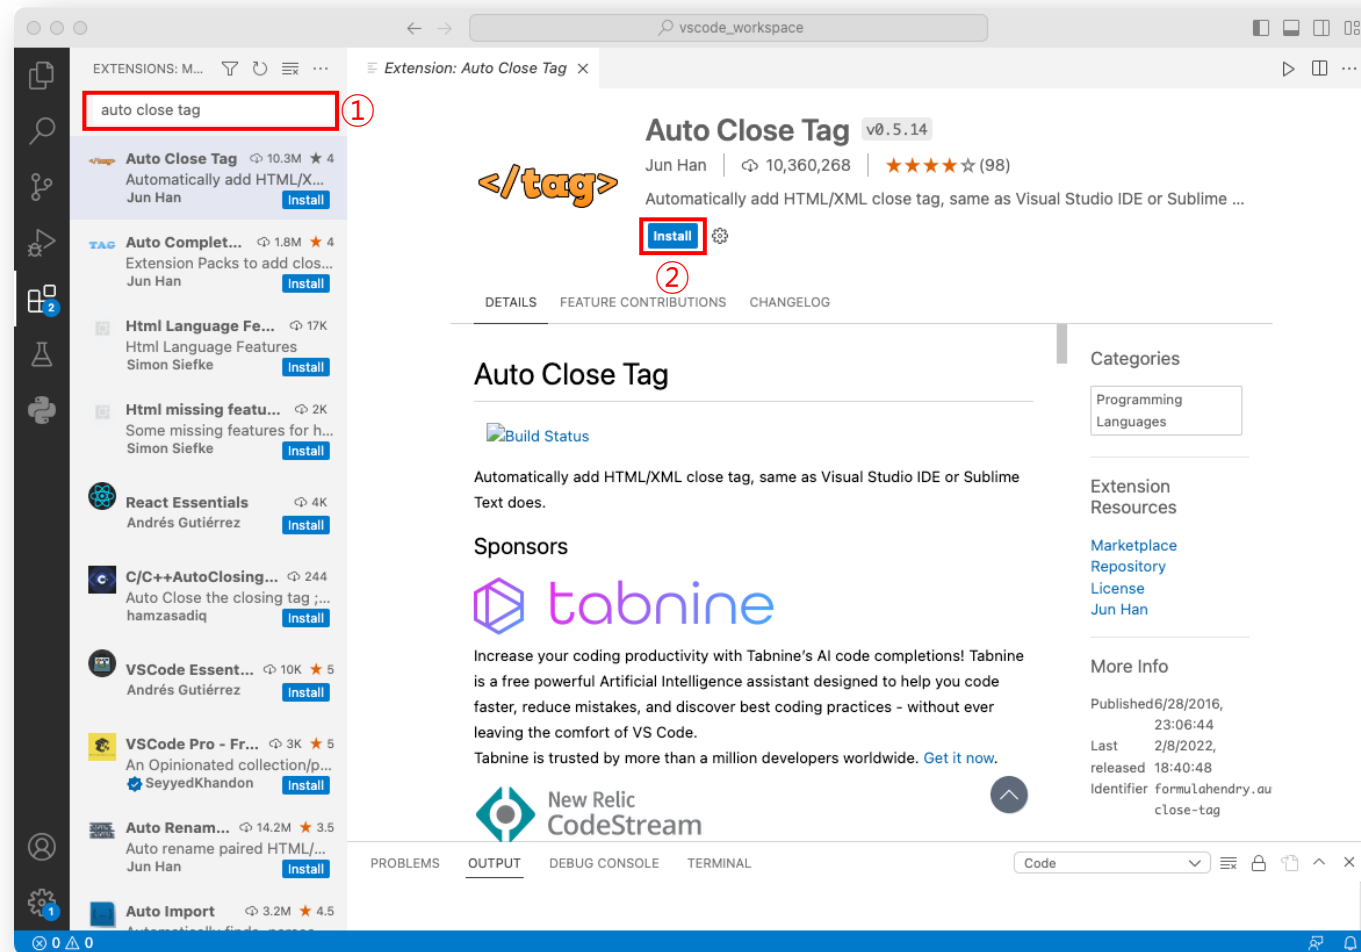 vscode_workspace
EXTENSIONS: M...
auto close tag
①
Auto Close Tag 10.3M ★ 4
Automatically add HTML/X...
Jun Han
Install
TAG
Auto Complet... 1.8M ★ 4
Extension Packs to add clos...
Jun Han
Install
Html Language Fe... 17K
Html Language Features
Simon Siefke
Install
Html missing featu... 2K
Some missing features for h...
Simon Siefke
Install
React Essentials 4K
Andrés Gutiérrez
Install
C/C++AutoClosing... 244
Auto Close the closing tag ;...
hamzasadiq
Install
VSCode Essent... 10K ★ 5
Andrés Gutiérrez
Install
VSCode Pro - Fr... 3K ★ 5
An Opinionated collection/p...
SeyyedKhandon
Install
Auto Renam... 14.2M ★ 3.5
Auto rename paired HTML/...
Jun Han
Install
Auto Import 3.2M ★ 4.5
2
1
Extension: Auto Close Tag
</tag>
Auto Close Tag v0.5.14
Jun Han 10,360,268 ★★★★☆ (98)
Automatically add HTML/XML close tag, same as Visual Studio IDE or Sublime ...
Install
②
DETAILS FEATURE CONTRIBUTIONS CHANGELOG
Auto Close Tag
Build Status
Automatically add HTML/XML close tag, same as Visual Studio IDE or Sublime
Text does.
Sponsors
tabnine
Increase your coding productivity with Tabnine's AI code completions! Tabnine
is a free powerful Artificial Intelligence assistant designed to help you code
faster, reduce mistakes, and discover best coding practices - without ever
leaving the comfort of VS Code.
Tabnine is trusted by more than a million developers worldwide. Get it now.
New Relic
CodeStream
Categories
Programming
Languages
Extension
Resources
Marketplace
Repository
License
Jun Han
More Info
Published 6/28/2016,
23:06:44
Last 2/8/2022,
released 18:40:48
Identifier formulahendry.au
close-tag
PROBLEMS OUTPUT DEBUG CONSOLE TERMINAL
Code
0 0